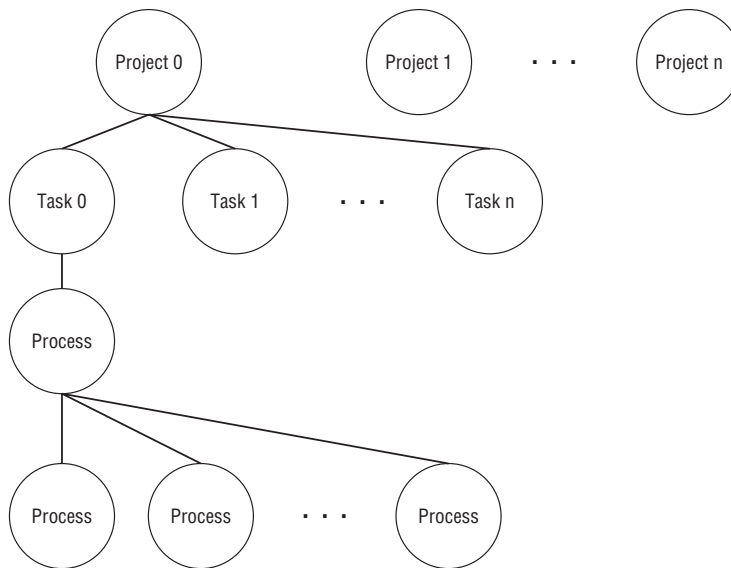 Project 0
Project 1
. . .
Project n
Task 0
Task 1
. . .
Task n
Process
Process
Process
. . .
Process